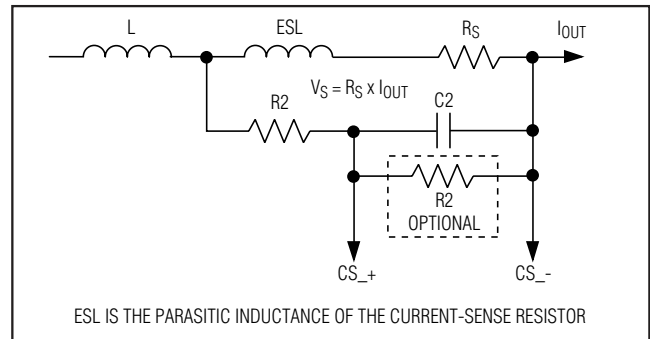 L
ESL
RS
IOUT
VS = RS x IOUT
R2
C2
R2
OPTIONAL
CS_+
CS_-
ESL IS THE PARASITIC INDUCTANCE OF THE CURRENT-SENSE RESISTOR